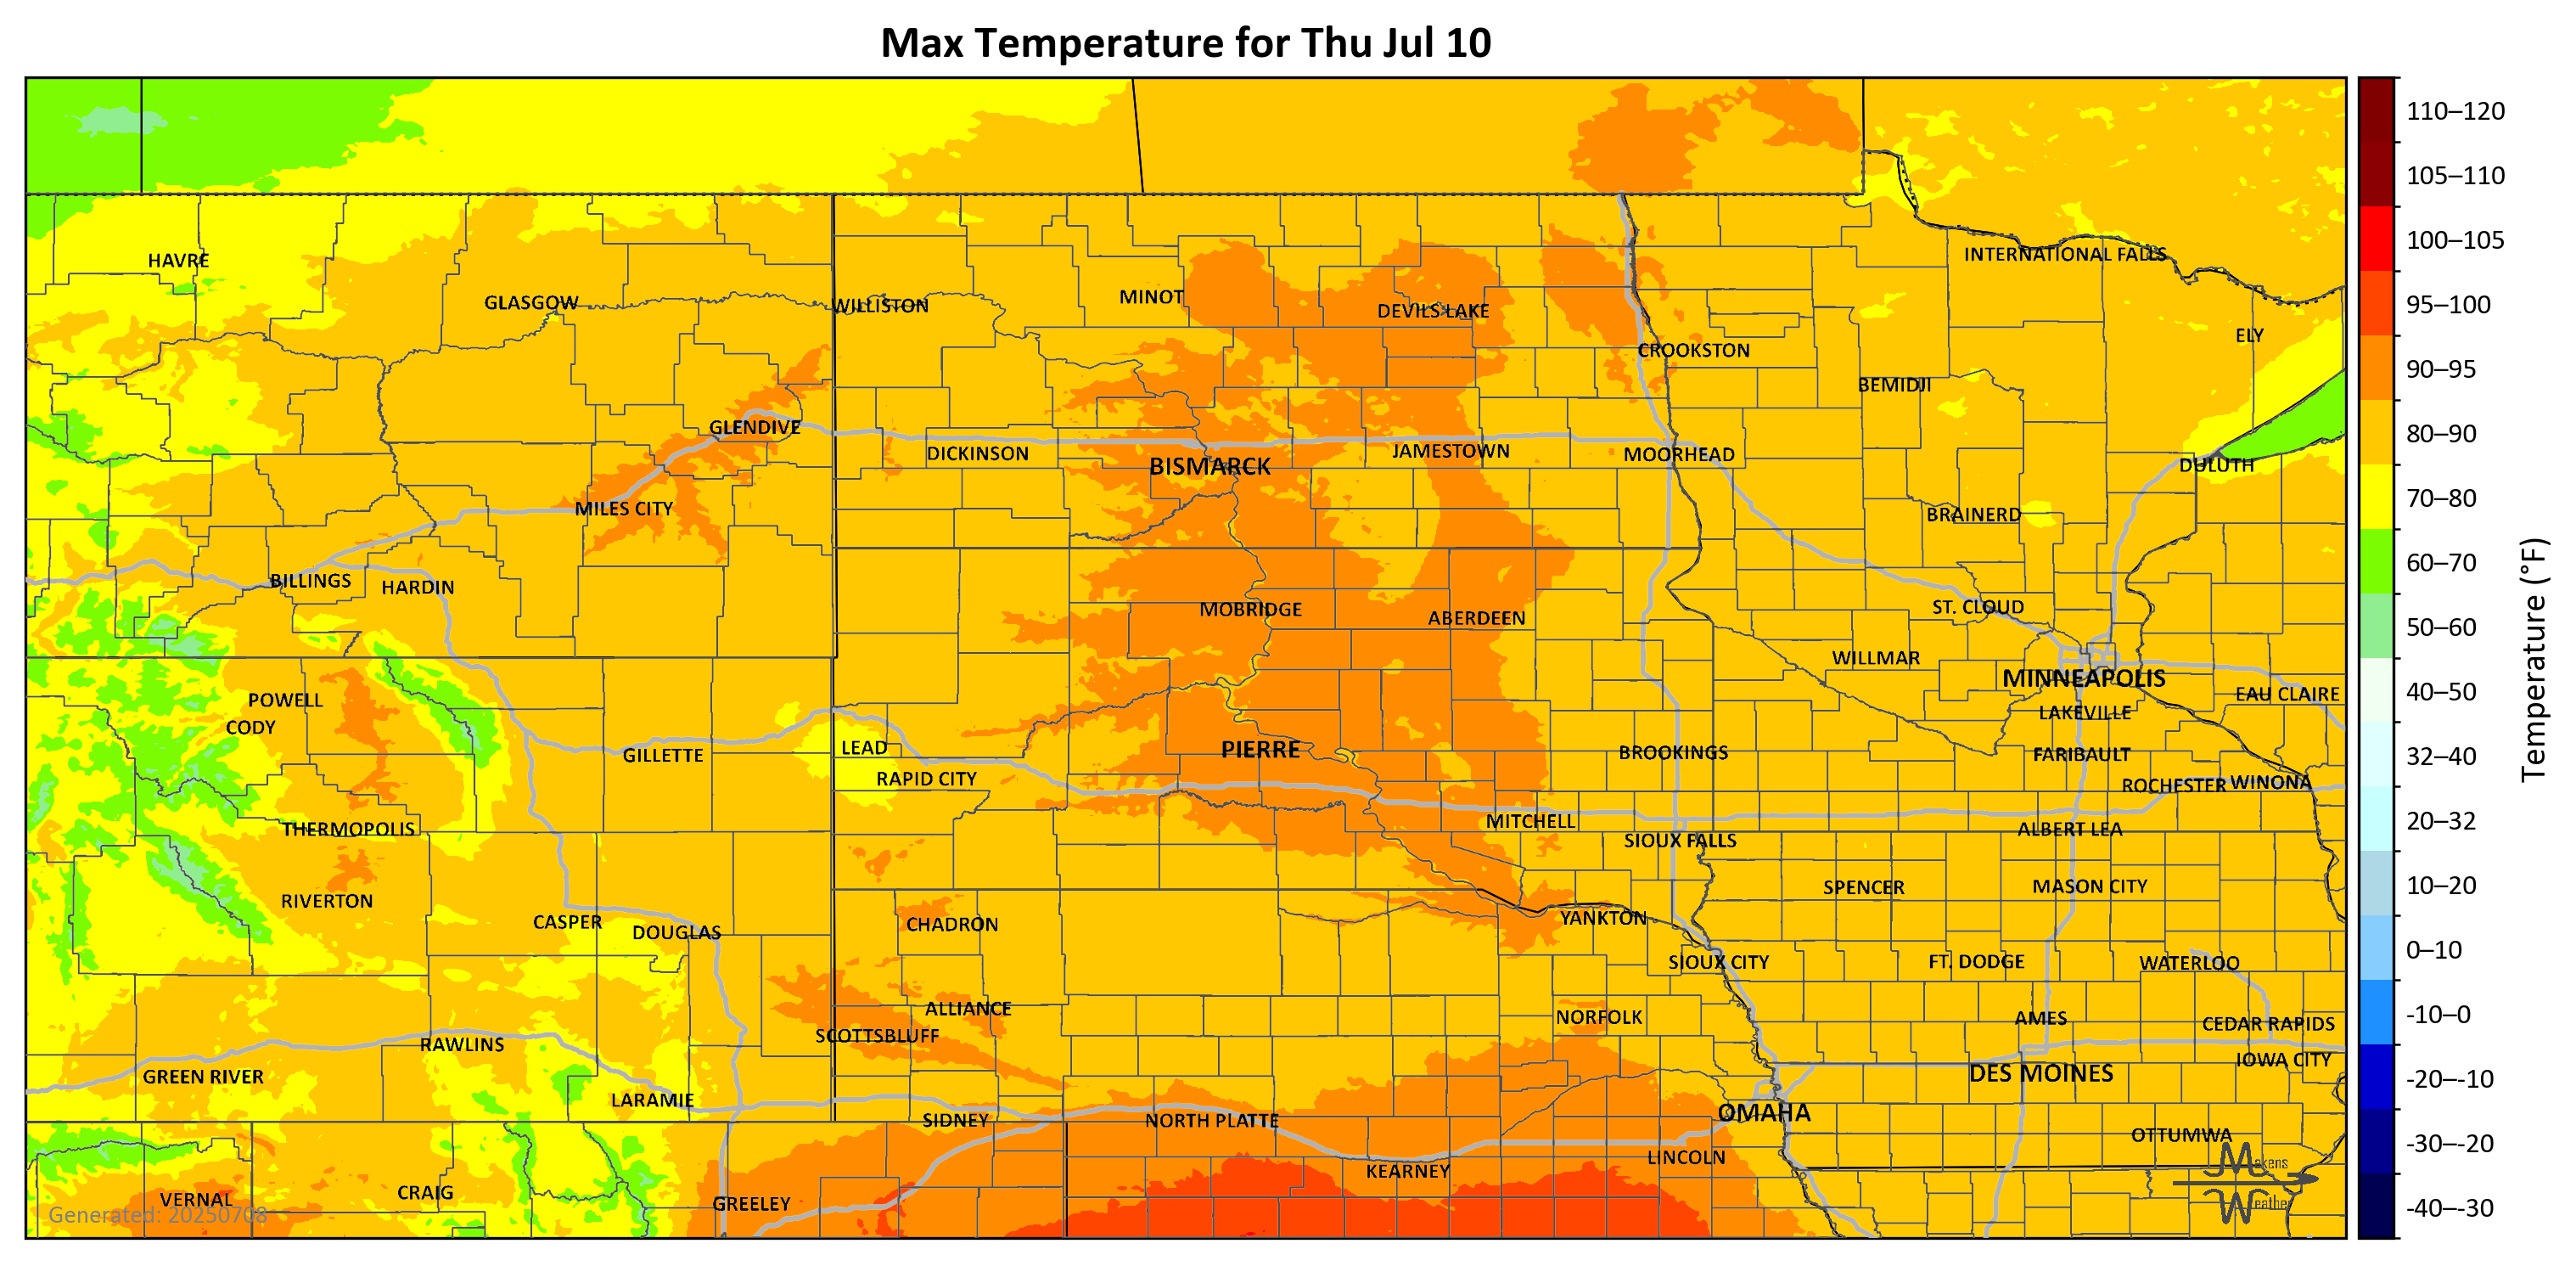 Max Temperature for Thu Jul 10
HAVRE
GLASGOW
WILLISTON
MINOT
DEVILS LAKE
INTERNATIONAL FALLS
ELY
CROOKSTON
BEMIDJI
GLENDIVE
DICKINSON
BISMARCK
JAMESTOWN
MOORHEAD
DULUTH
MILES CITY
BRAINERD
BILLINGS
HARDIN
MOBRIDGE
ABERDEEN
ST. CLOUD
WILLMAR
MINNEAPOLIS
EAU CLAIRE
LAKEVILLE
POWELL
CODY
GILLETTE
LEAD
RAPID CITY
PIERRE
BROOKINGS
FARIBAULT
ROCHESTER
WINONA
THERMOPOLIS
MITCHELL
SIOUX FALLS
ALBERT LEA
RIVERTON
CASPER
DOUGLAS
CHADRON
YANKTON
SPENCER
MASON CITY
SIOUX CITY
FT. DODGE
WATERLOO
ALLIANCE
SCOTTSBLUFF
NORFOLK
AMES
CEDAR RAPIDS
RAWLINS
GREEN RIVER
IOWA CITY
DES MOINES
LARAMIE
SIDNEY
NORTH PLATTE
OMAHA
OTTUMWA
KEARNEY
LINCOLN
VERNAL
CRAIG
GREELEY
Generated: 20250708
Makens
Weather
110–120
105–110
100–105
95–100
90–95
80–90
70–80
60–70
50–60
40–50
32–40
20–32
10–20
0–10
-10–0
-20–-10
-30–-20
-40–-30
Temperature (°F)